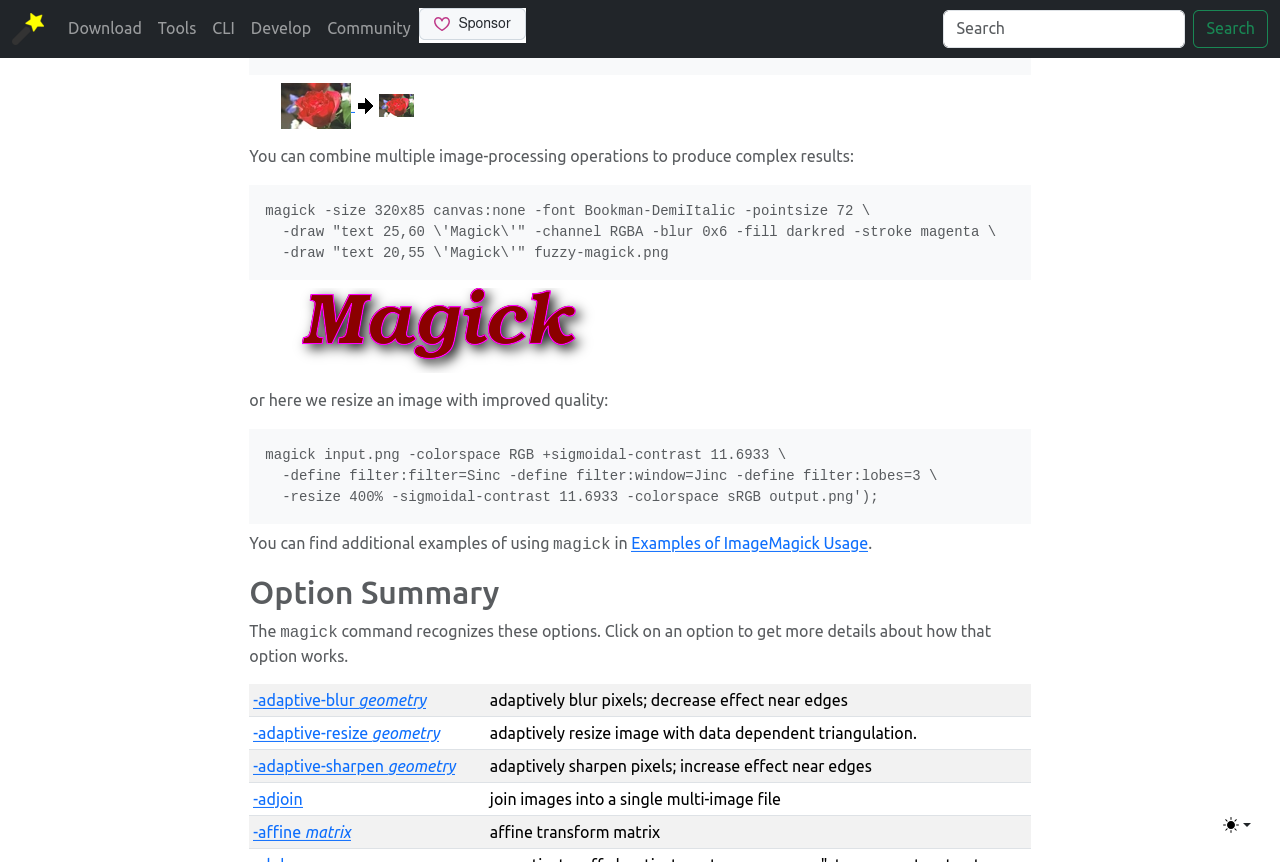 Download Tools CLI Develop Community Sponsor Search Search
You can combine multiple image-processing operations to produce complex results:
magick -size 320x85 canvas:none -font Bookman-DemiItalic -pointsize 72 \
-draw "text 25,60 \'Magick\'" -channel RGBA -blur 0x6 -fill darkred -stroke magenta \
-draw "text 20,55 \'Magick\'" fuzzy-magick.png
Magick
or here we resize an image with improved quality:
magick input.png -colorspace RGB +sigmoidal-contrast 11.6933 \
-define filter:filter=Sinc -define filter:window=Jinc -define filter:lobes=3 \
-resize 400% -sigmoidal-contrast 11.6933 -colorspace sRGB output.png');
You can find additional examples of using magick in Examples of ImageMagick Usage.
Option Summary
The magick command recognizes these options. Click on an option to get more details about how that
option works.
-adaptive-blur geometry adaptively blur pixels; decrease effect near edges
-adaptive-resize geometry adaptively resize image with data dependent triangulation.
-adaptive-sharpen geometry adaptively sharpen pixels; increase effect near edges
-adjoin join images into a single multi-image file
-affine matrix affine transform matrix